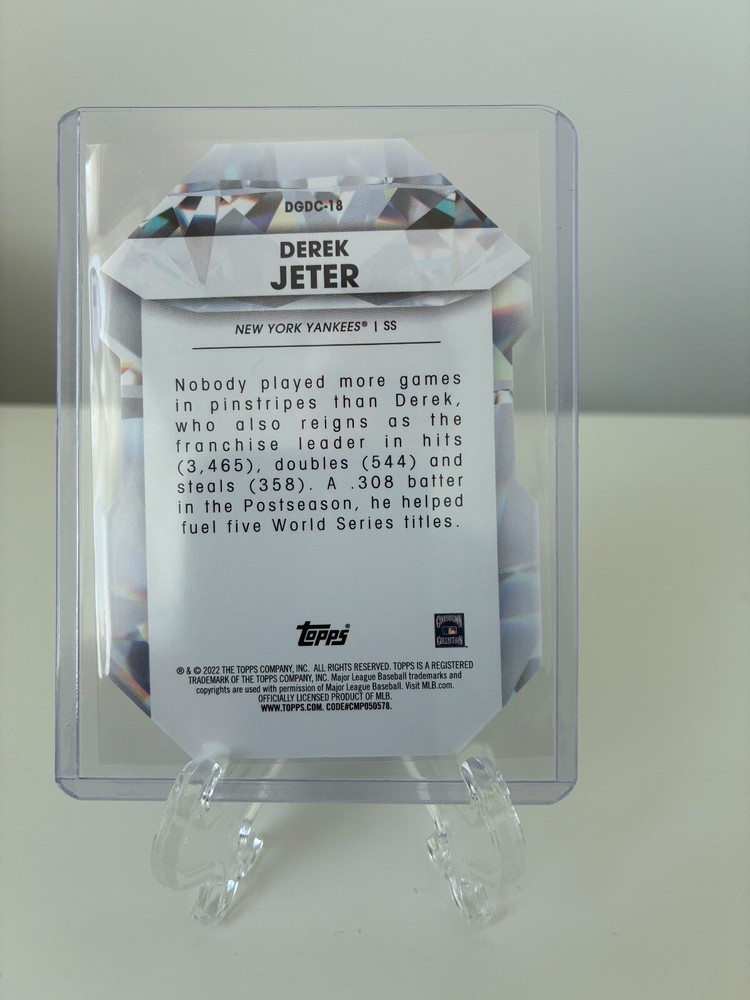 DGDC-18
DEREK
JETER
NEW YORK YANKEES® | SS
Nobody played more games
in pinstripes than Derek,
who also reigns as the
franchise leader in hits
(3,465), doubles (544) and
steals (358). A .308 batter
in the Postseason, he helped
fuel five World Series titles.
Topps®
COOPERSTOWN
COLLECTION
® & © 2022 THE TOPPS COMPANY, INC. ALL RIGHTS RESERVED. TOPPS IS A REGISTERED
TRADEMARK OF THE TOPPS COMPANY, INC. Major League Baseball trademarks and
copyrights are used with permission of Major League Baseball. Visit MLB.com.
OFFICIALLY LICENSED PRODUCT OF MLB.
WWW.TOPPS.COM. CODE#CMP050578.